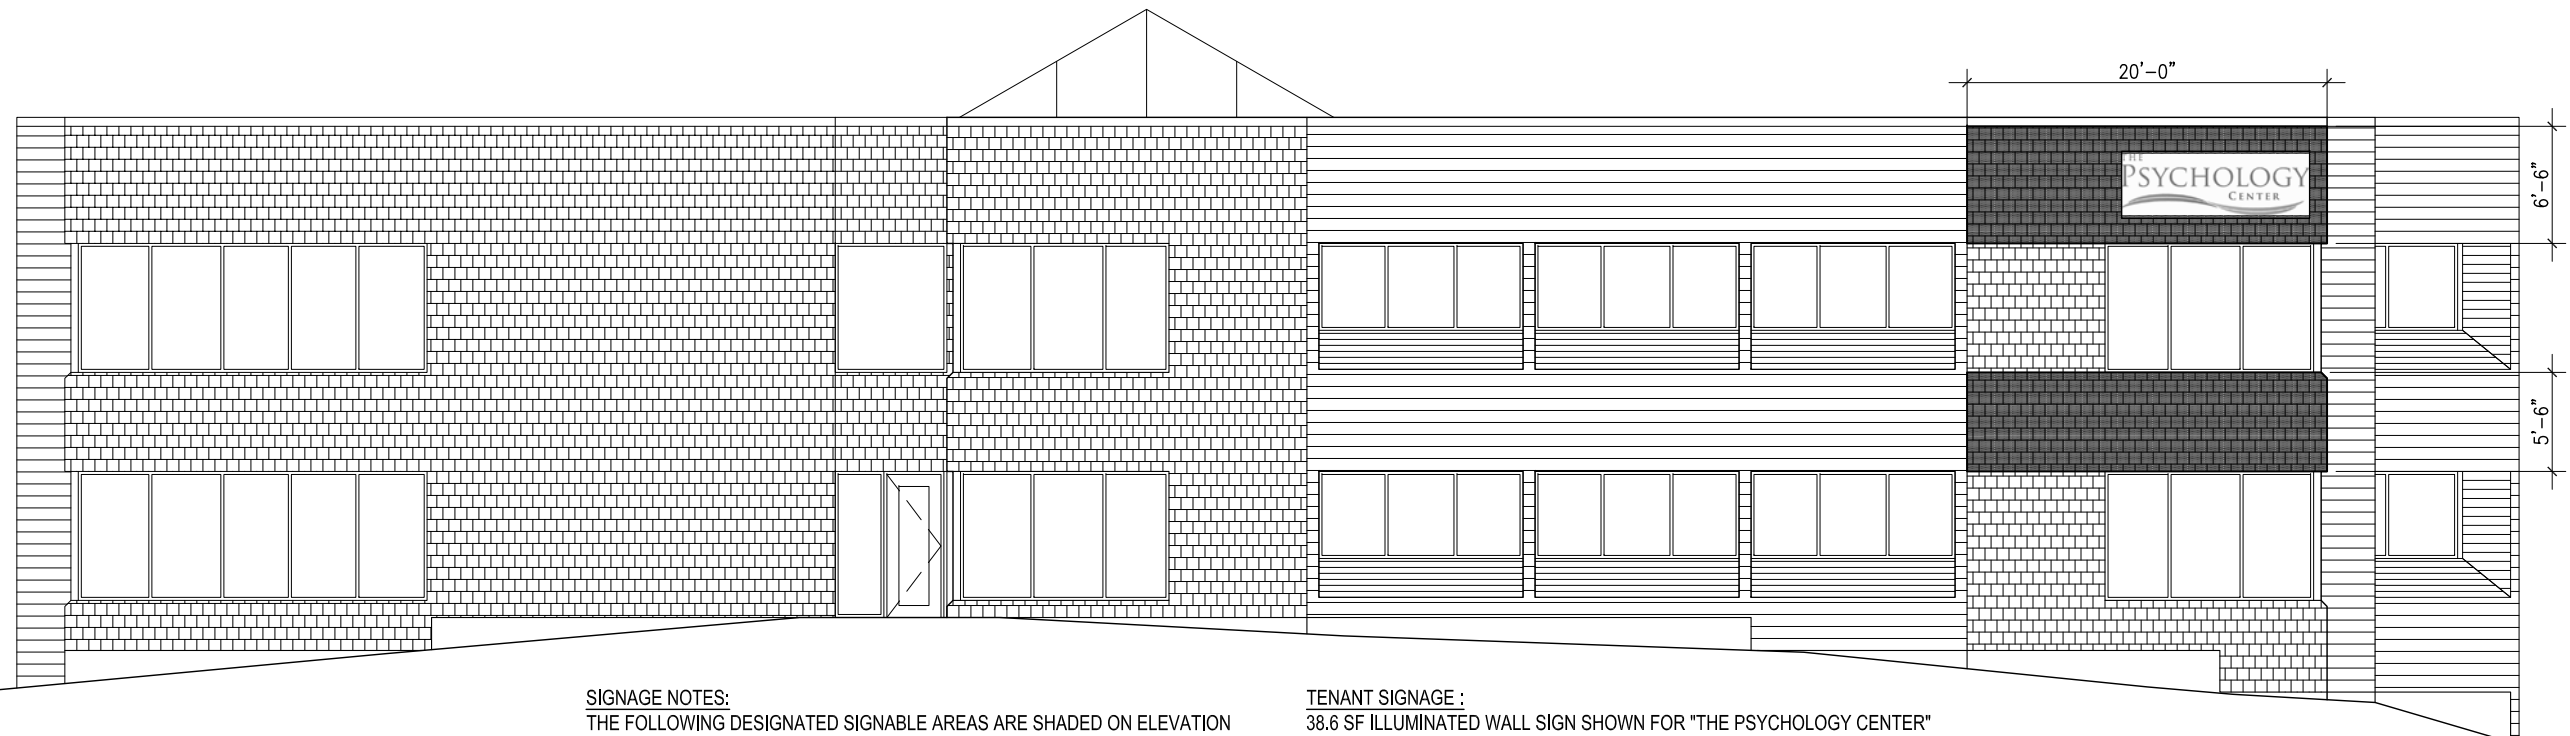 20'-0"
6'-6"
THE
PSYCHOLOGY
CENTER
5'-6"
SIGNAGE NOTES:
THE FOLLOWING DESIGNATED SIGNABLE AREAS ARE SHADED ON ELEVATION
TENANT SIGNAGE :
38.6 SF ILLUMINATED WALL SIGN SHOWN FOR "THE PSYCHOLOGY CENTER"